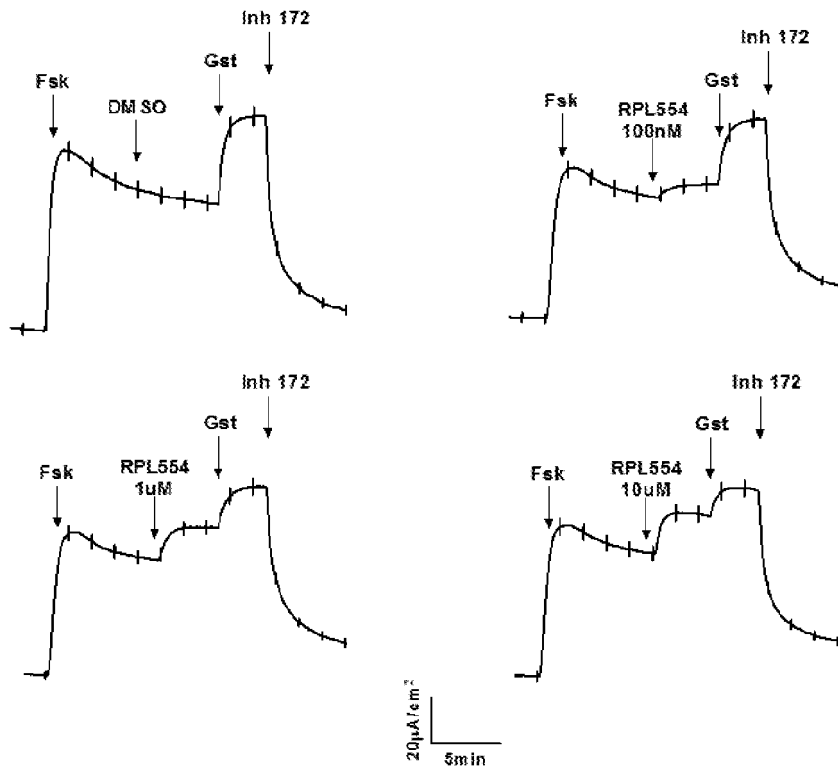 Inh 172
Gst
Fsk
DMSO
Inh 172
Gst
Fsk
RPL554
100nM
Inh 172
Gst
Fsk
RPL554
1uM
Inh 172
Gst
Fsk
RPL554
10uM
20µA/cm²
5min